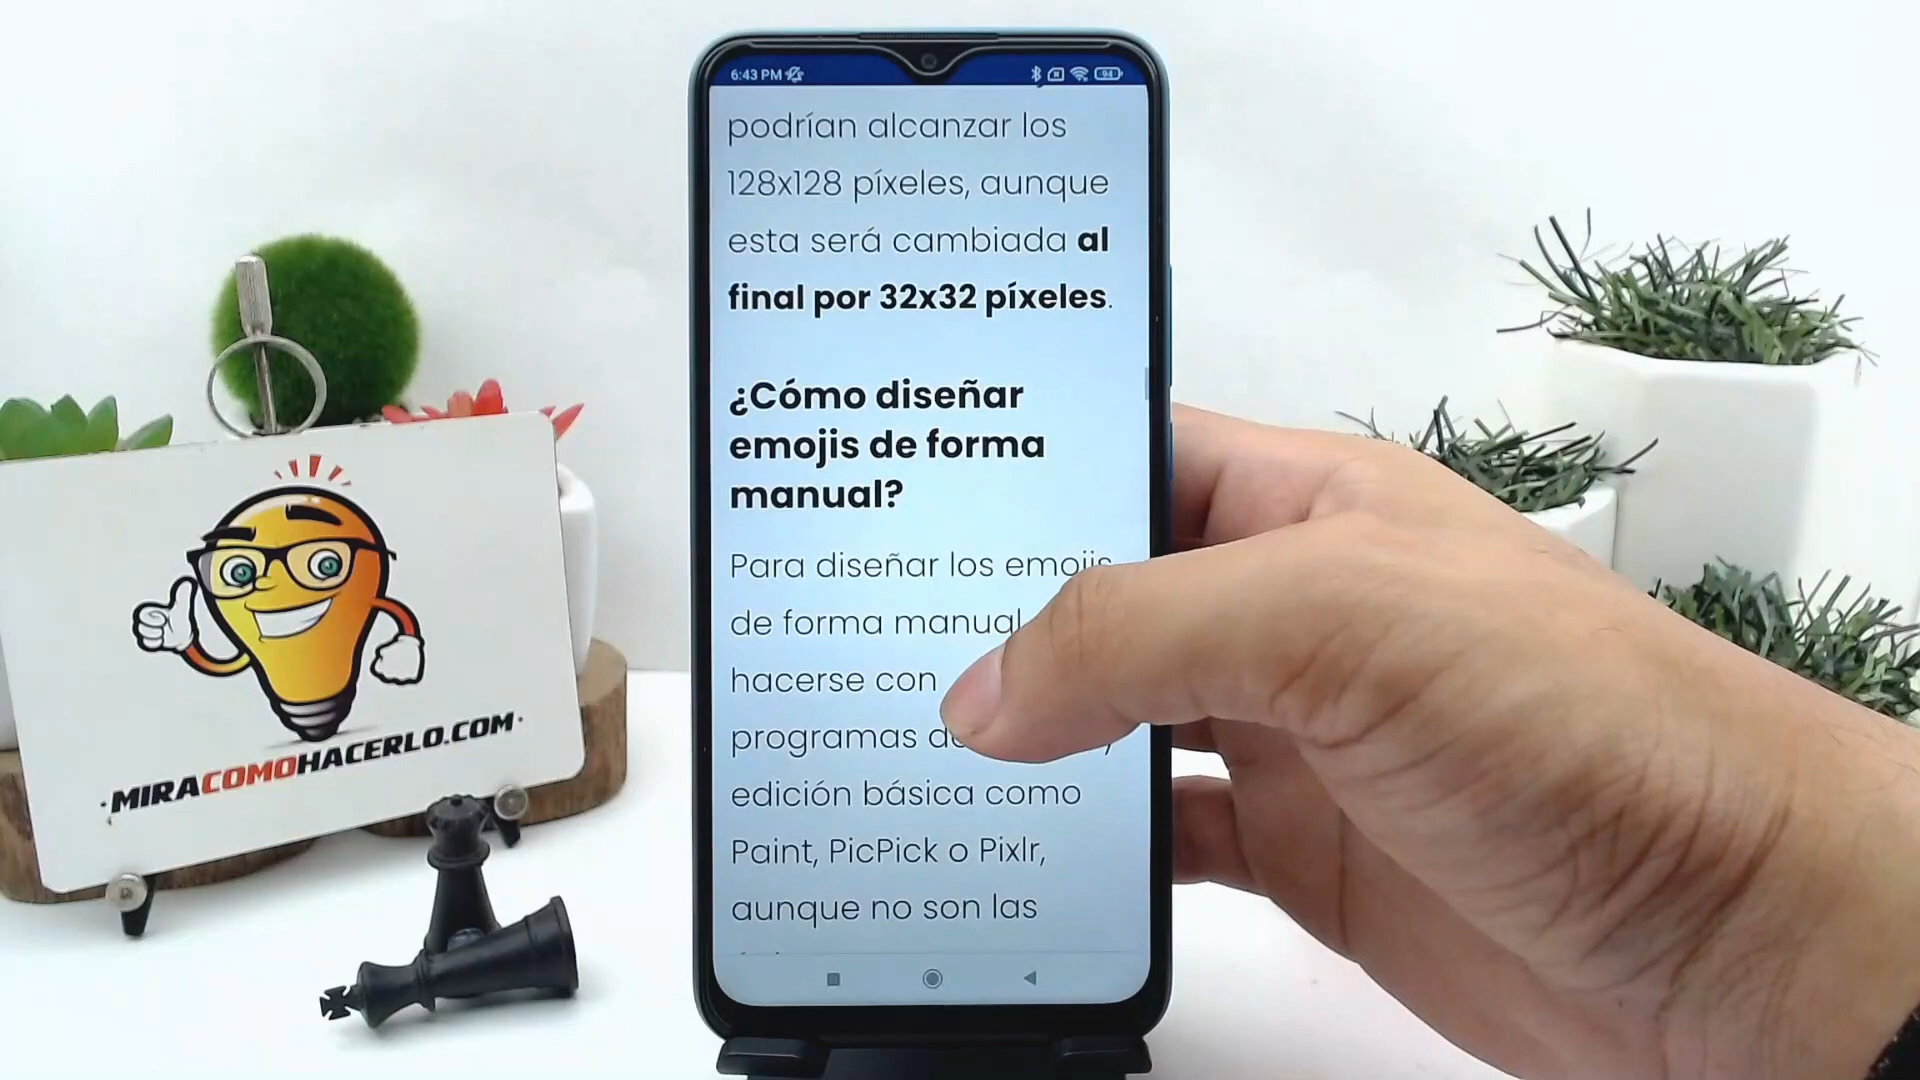 6:43 PM
94
podrían alcanzar los
128x128 píxeles, aunque
esta será cambiada al
final por 32x32 píxeles.
¿Cómo diseñar
emojis de forma
manual?
Para diseñar los emojis
de forma manual
hacerse con
programas
edición básica como
Paint, PicPick o Pixlr,
aunque no son las
·MIRACOMOHACERLO.COM·